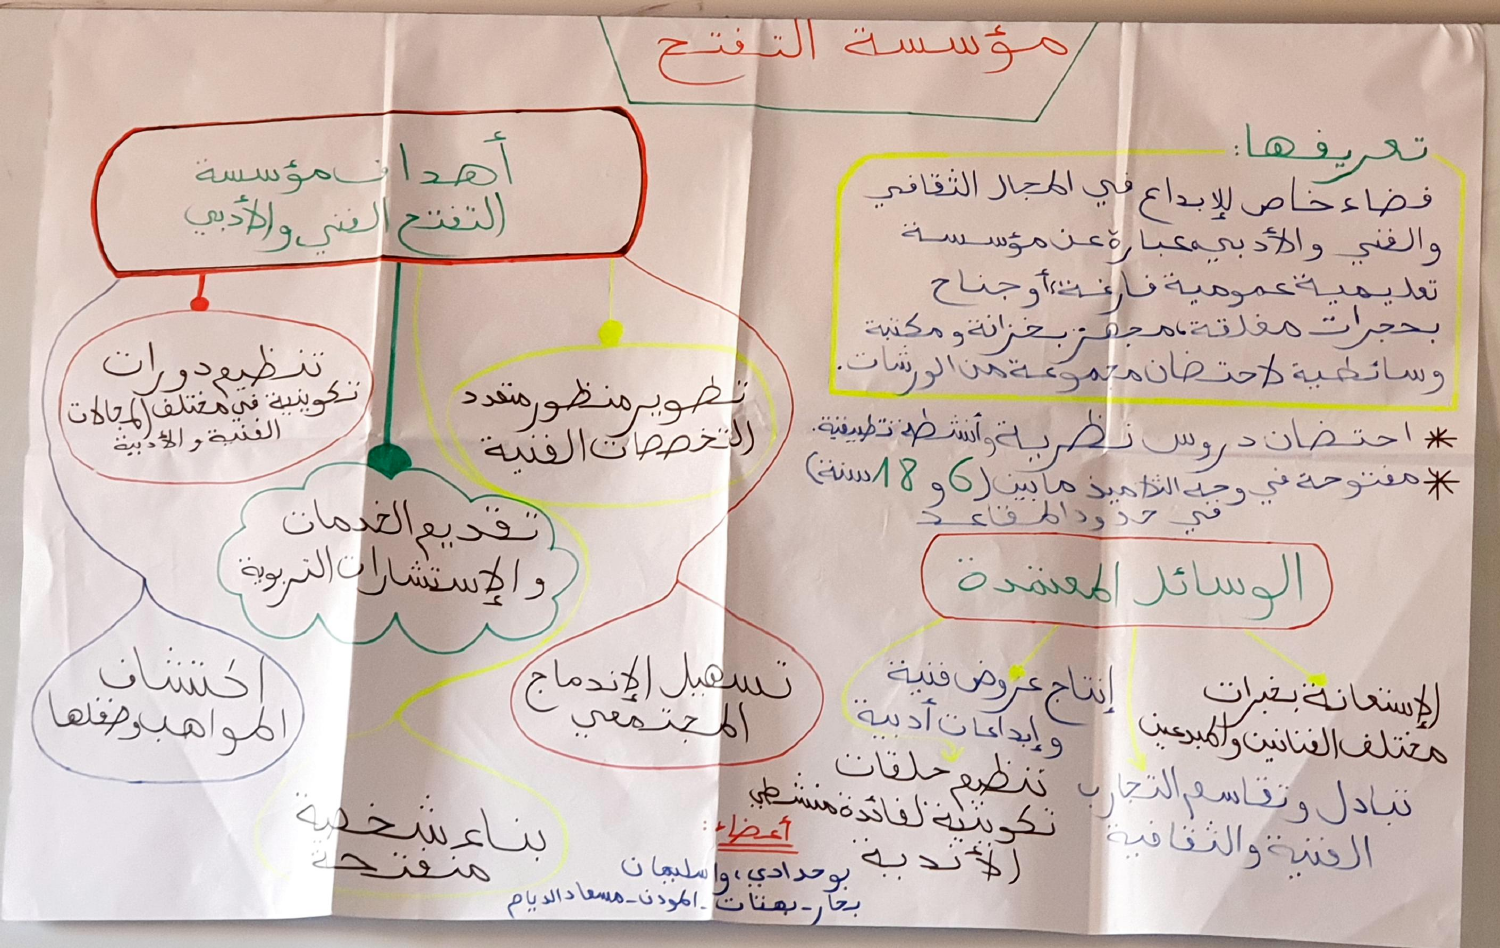 مؤسسة التفتح
تعريفها:
فضاء خاص للإبداع في المجال الثقافي
والفني والأدبي، عبارة عن مؤسسة
تعليمية عمومية فارغة، أو جناح
بحجرات مغلقة، مجهز بخزانة ومكتبة
وسائطية لاحتضان مجموعة من الورشات.
* احتضان دروس نظرية وأنشطة تطبيقية.
* مفتوحة في وجه التلاميذ ما بين (6 و 18 سنة)
في حدود المقاعد
الوسائل المعتمدة
الإستعانة بخبرات
مختلف الفنانين والمبدعين
تبادل وتقاسم التجارب
الفنية والثقافية
إنتاج عروض فنية
وإبداعات أدبية
تنظيم حلقات
تكوينية لفائدة منشطي
الأندية
أهداف مؤسسة
التفتح الفني والأدبي
تطوير منظور متعدد
التخصصات الفنية
تنظيم دورات
تكوينية في مختلف المجالات
الفنية والأدبية
تقديم الخدمات
والإستشارات التربوية
تسهيل الإندماج
المجتمعي
اكتشاف
المواهب وصقلها
بناء شخصية
منفتحة
أعضاء:
بوحدادي، واسليمان
بحار - بهتات - المودن - مسعاد الديام